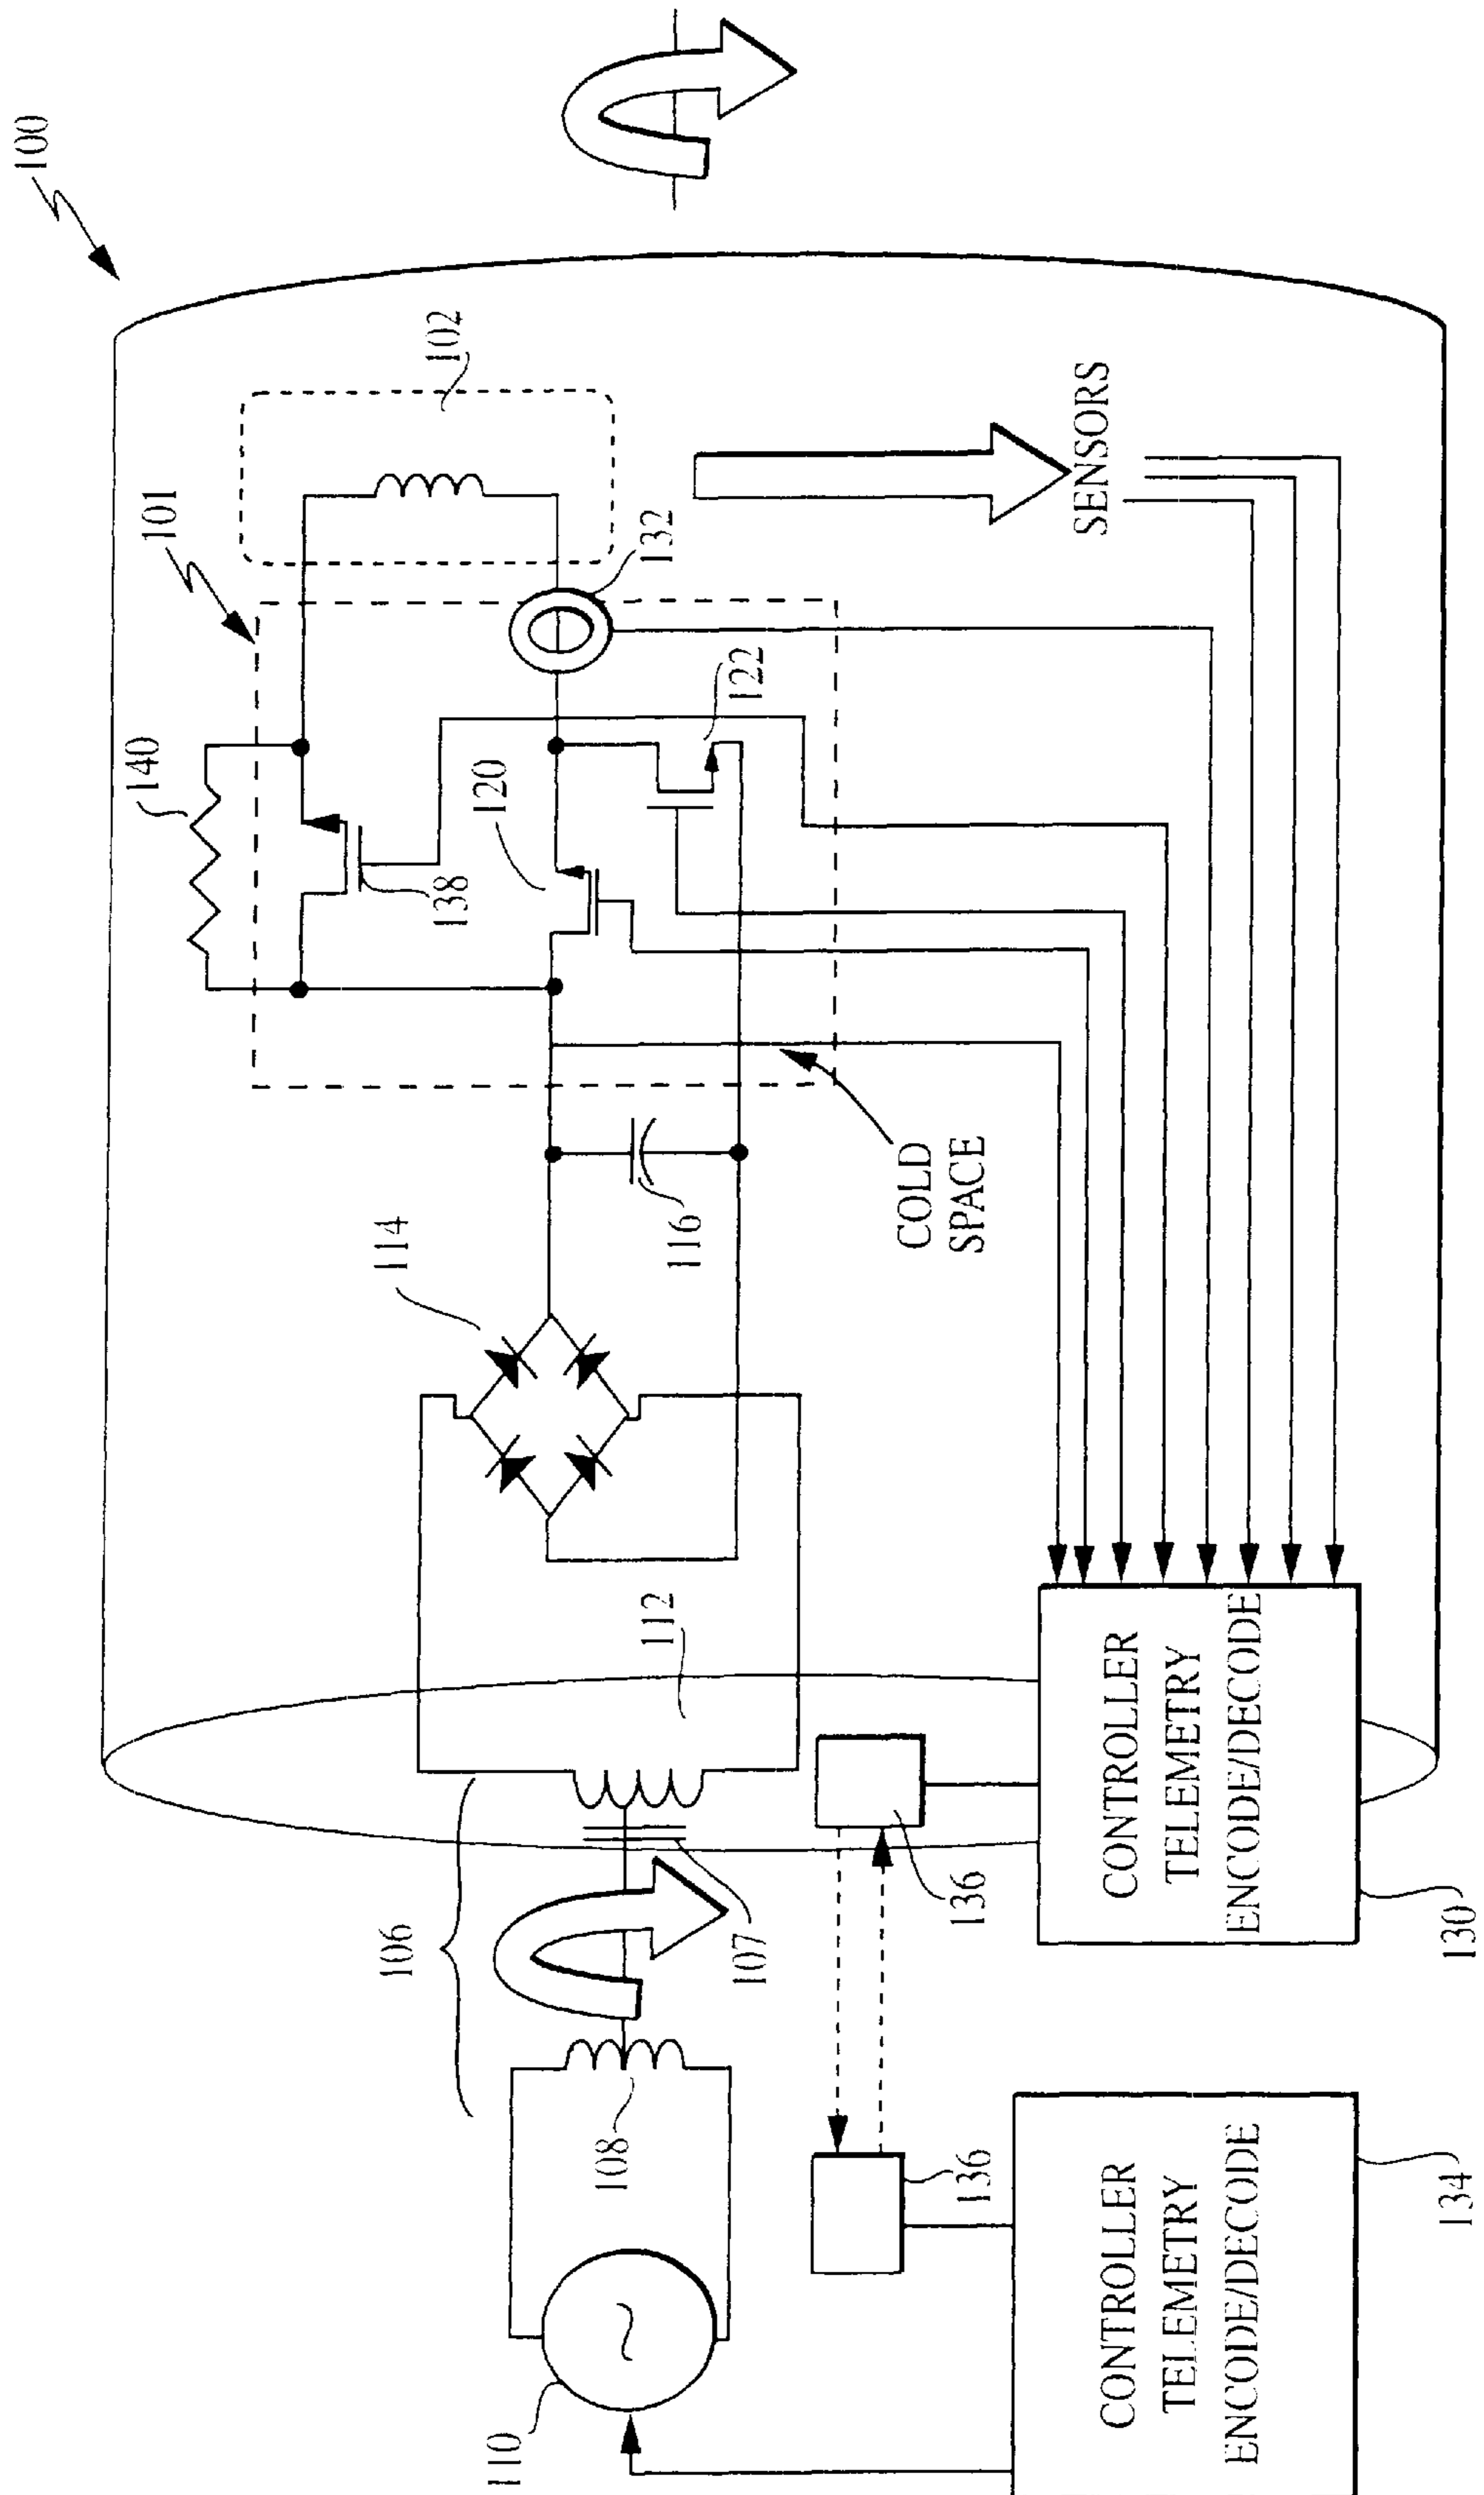 100
102
101
132
SENSORS
140
120
122
138
114
116
COLD
SPACE
112
106
107
136
CONTROLLER
TELEMETRY
ENCODE/DECODE
130
108
136
110
CONTROLLER
TELEMETRY
ENCODE/DECODE
134